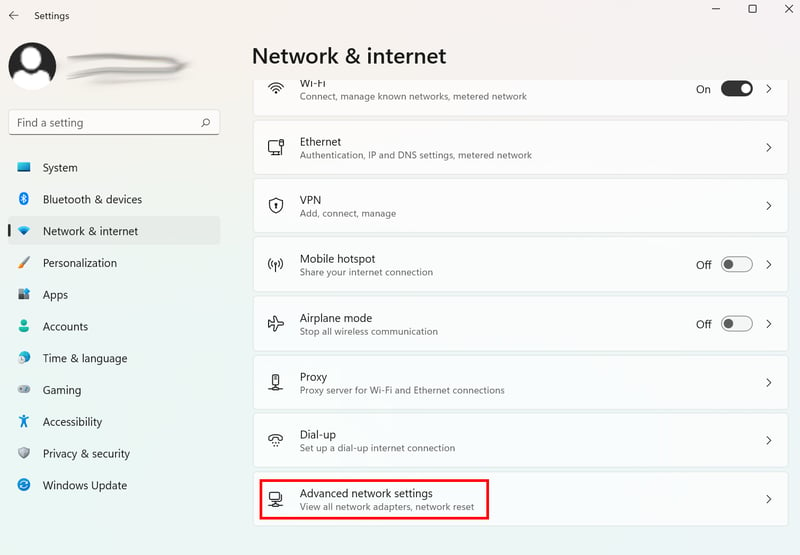 Settings
Network & internet
Find a setting
System
Bluetooth & devices
Network & internet
Personalization
Apps
Accounts
Time & language
Gaming
Accessibility
Privacy & security
Windows Update
Wi-Fi
Connect, manage known networks, metered network
On
Ethernet
Authentication, IP and DNS settings, metered network
VPN
Add, connect, manage
Mobile hotspot
Share your internet connection
Off
Airplane mode
Stop all wireless communication
Off
Proxy
Proxy server for Wi-Fi and Ethernet connections
Dial-up
Set up a dial-up internet connection
Advanced network settings
View all network adapters, network reset